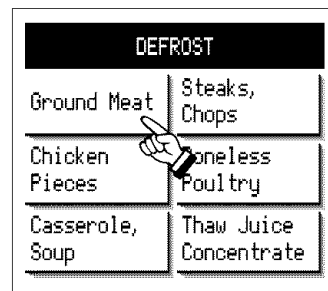 DEFROST
Ground Meat
Steaks,
Chops
Chicken
Pieces
Boneless
Poultry
Casserole,
Soup
Thaw Juice
Concentrate